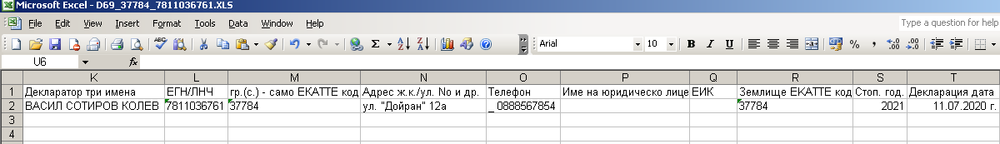 Microsoft Excel - D69_37784_7811036761.XLS
File Edit View Insert Format Tools Data Window Help Type a question for help
Arial 10 B I U
U6 fx
K L M N O P Q R S T
1 Декларатор три имена ЕГН/ЛНЧ гр.(с.) - само ЕКАТТЕ код Адрес ж.к./ул. No и др. Телефон Име на юридическо лице ЕИК Землище ЕКАТТЕ код Стоп. год. Декларация дата
2 ВАСИЛ СОТИРОВ КОЛЕВ 7811036761 37784 ул. "Дойран" 12а _ 0888567854 37784 2021 11.07.2020 г.
3
4